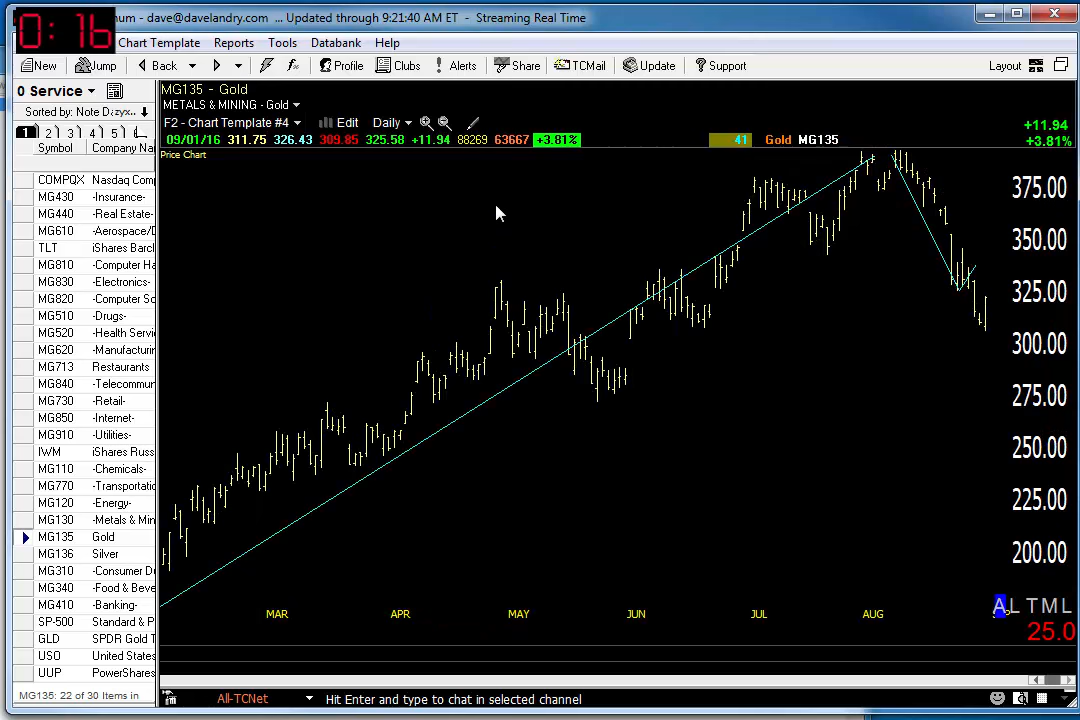 0:16
num - dave@davelandry.com ... Updated through 9:21:40 AM ET - Streaming Real Time
Chart Template Reports Tools Databank Help
New Jump Back Profile Clubs Alerts Share TCMail Update Support Layout
0 Service
Sorted by: Note Dazyx..
1 2 3 4 5
Symbol Company Na
COMPQX Nasdaq Comp
MG430 -Insurance-
MG440 -Real Estate-
MG610 -Aerospace/D
TLT iShares Barcl
MG810 -Computer Ha
MG830 -Electronics-
MG820 -Computer So
MG510 -Drugs-
MG520 -Health Servi
MG620 -Manufacturin
MG713 Restaurants
MG840 -Telecommur
MG730 -Retail-
MG850 -Internet-
MG910 -Utilities-
IWM iShares Russ
MG110 -Chemicals-
MG770 -Transportatio
MG120 -Energy-
MG130 -Metals & Min
MG135 Gold
MG136 Silver
MG310 -Consumer Du
MG340 -Food & Beve
MG410 -Banking-
SP-500 Standard & P
GLD SPDR Gold T
USO United States
UUP PowerShares
MG135: 22 of 30 Items in
MG135 - Gold
METALS & MINING - Gold
F2 - Chart Template #4 Edit Daily
09/01/16 311.75 326.43 309.85 325.58 +11.94 88269 63667 +3.81% 41 Gold MG135
+11.94
+3.81%
Price Chart
375.00
350.00
325.00
300.00
275.00
250.00
225.00
200.00
MAR APR MAY JUN JUL AUG
A L T M L
25.0
All-TCNet Hit Enter and type to chat in selected channel